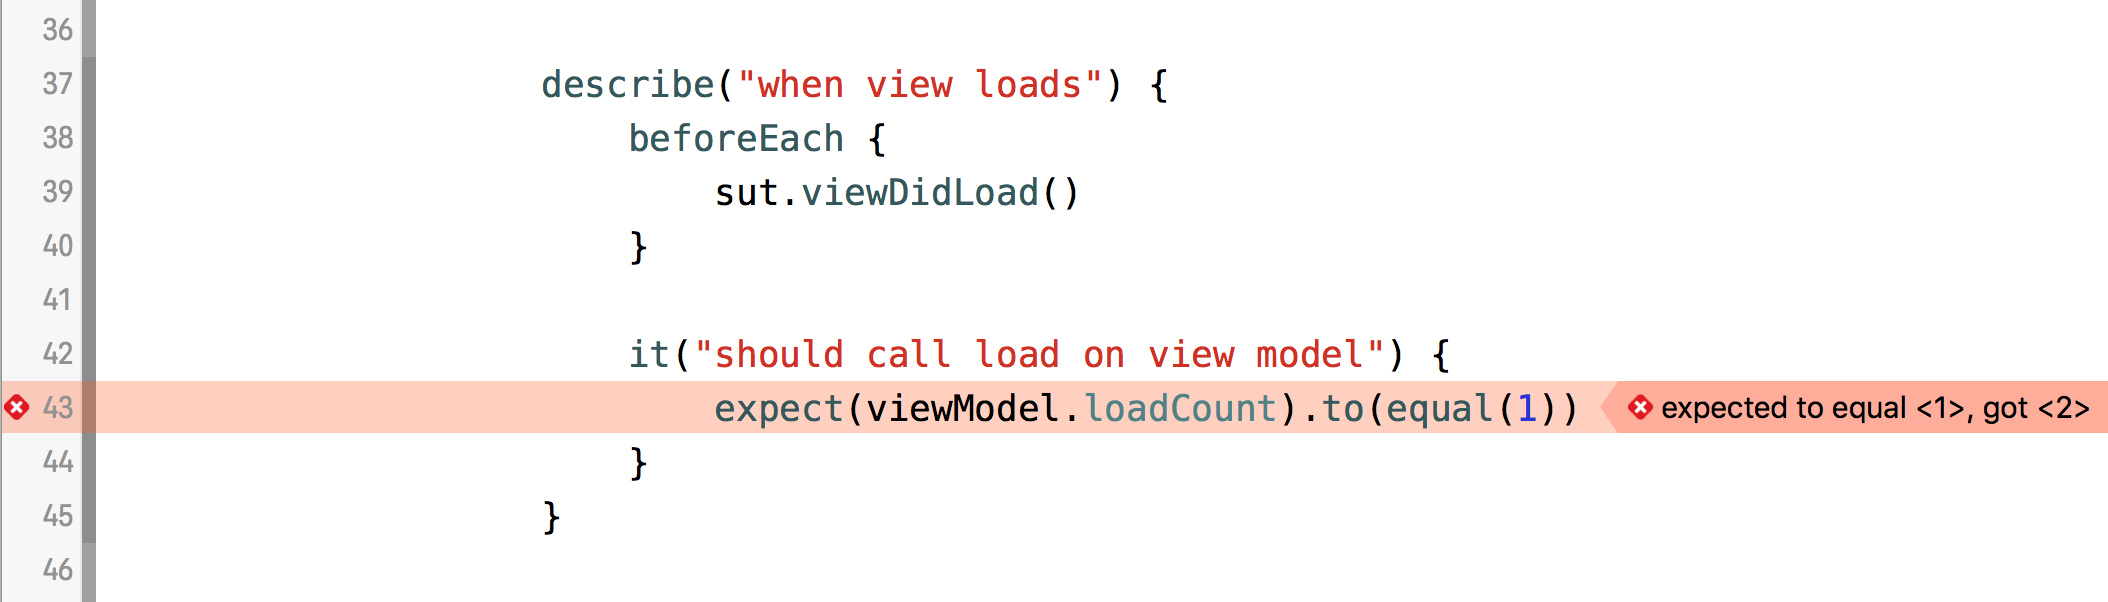 36
37 describe("when view loads") {
38 beforeEach {
39 sut.viewDidLoad()
40 }
41
42 it("should call load on view model") {
43 expect(viewModel.loadCount).to(equal(1)) expected to equal <1>, got <2>
44 }
45 }
46